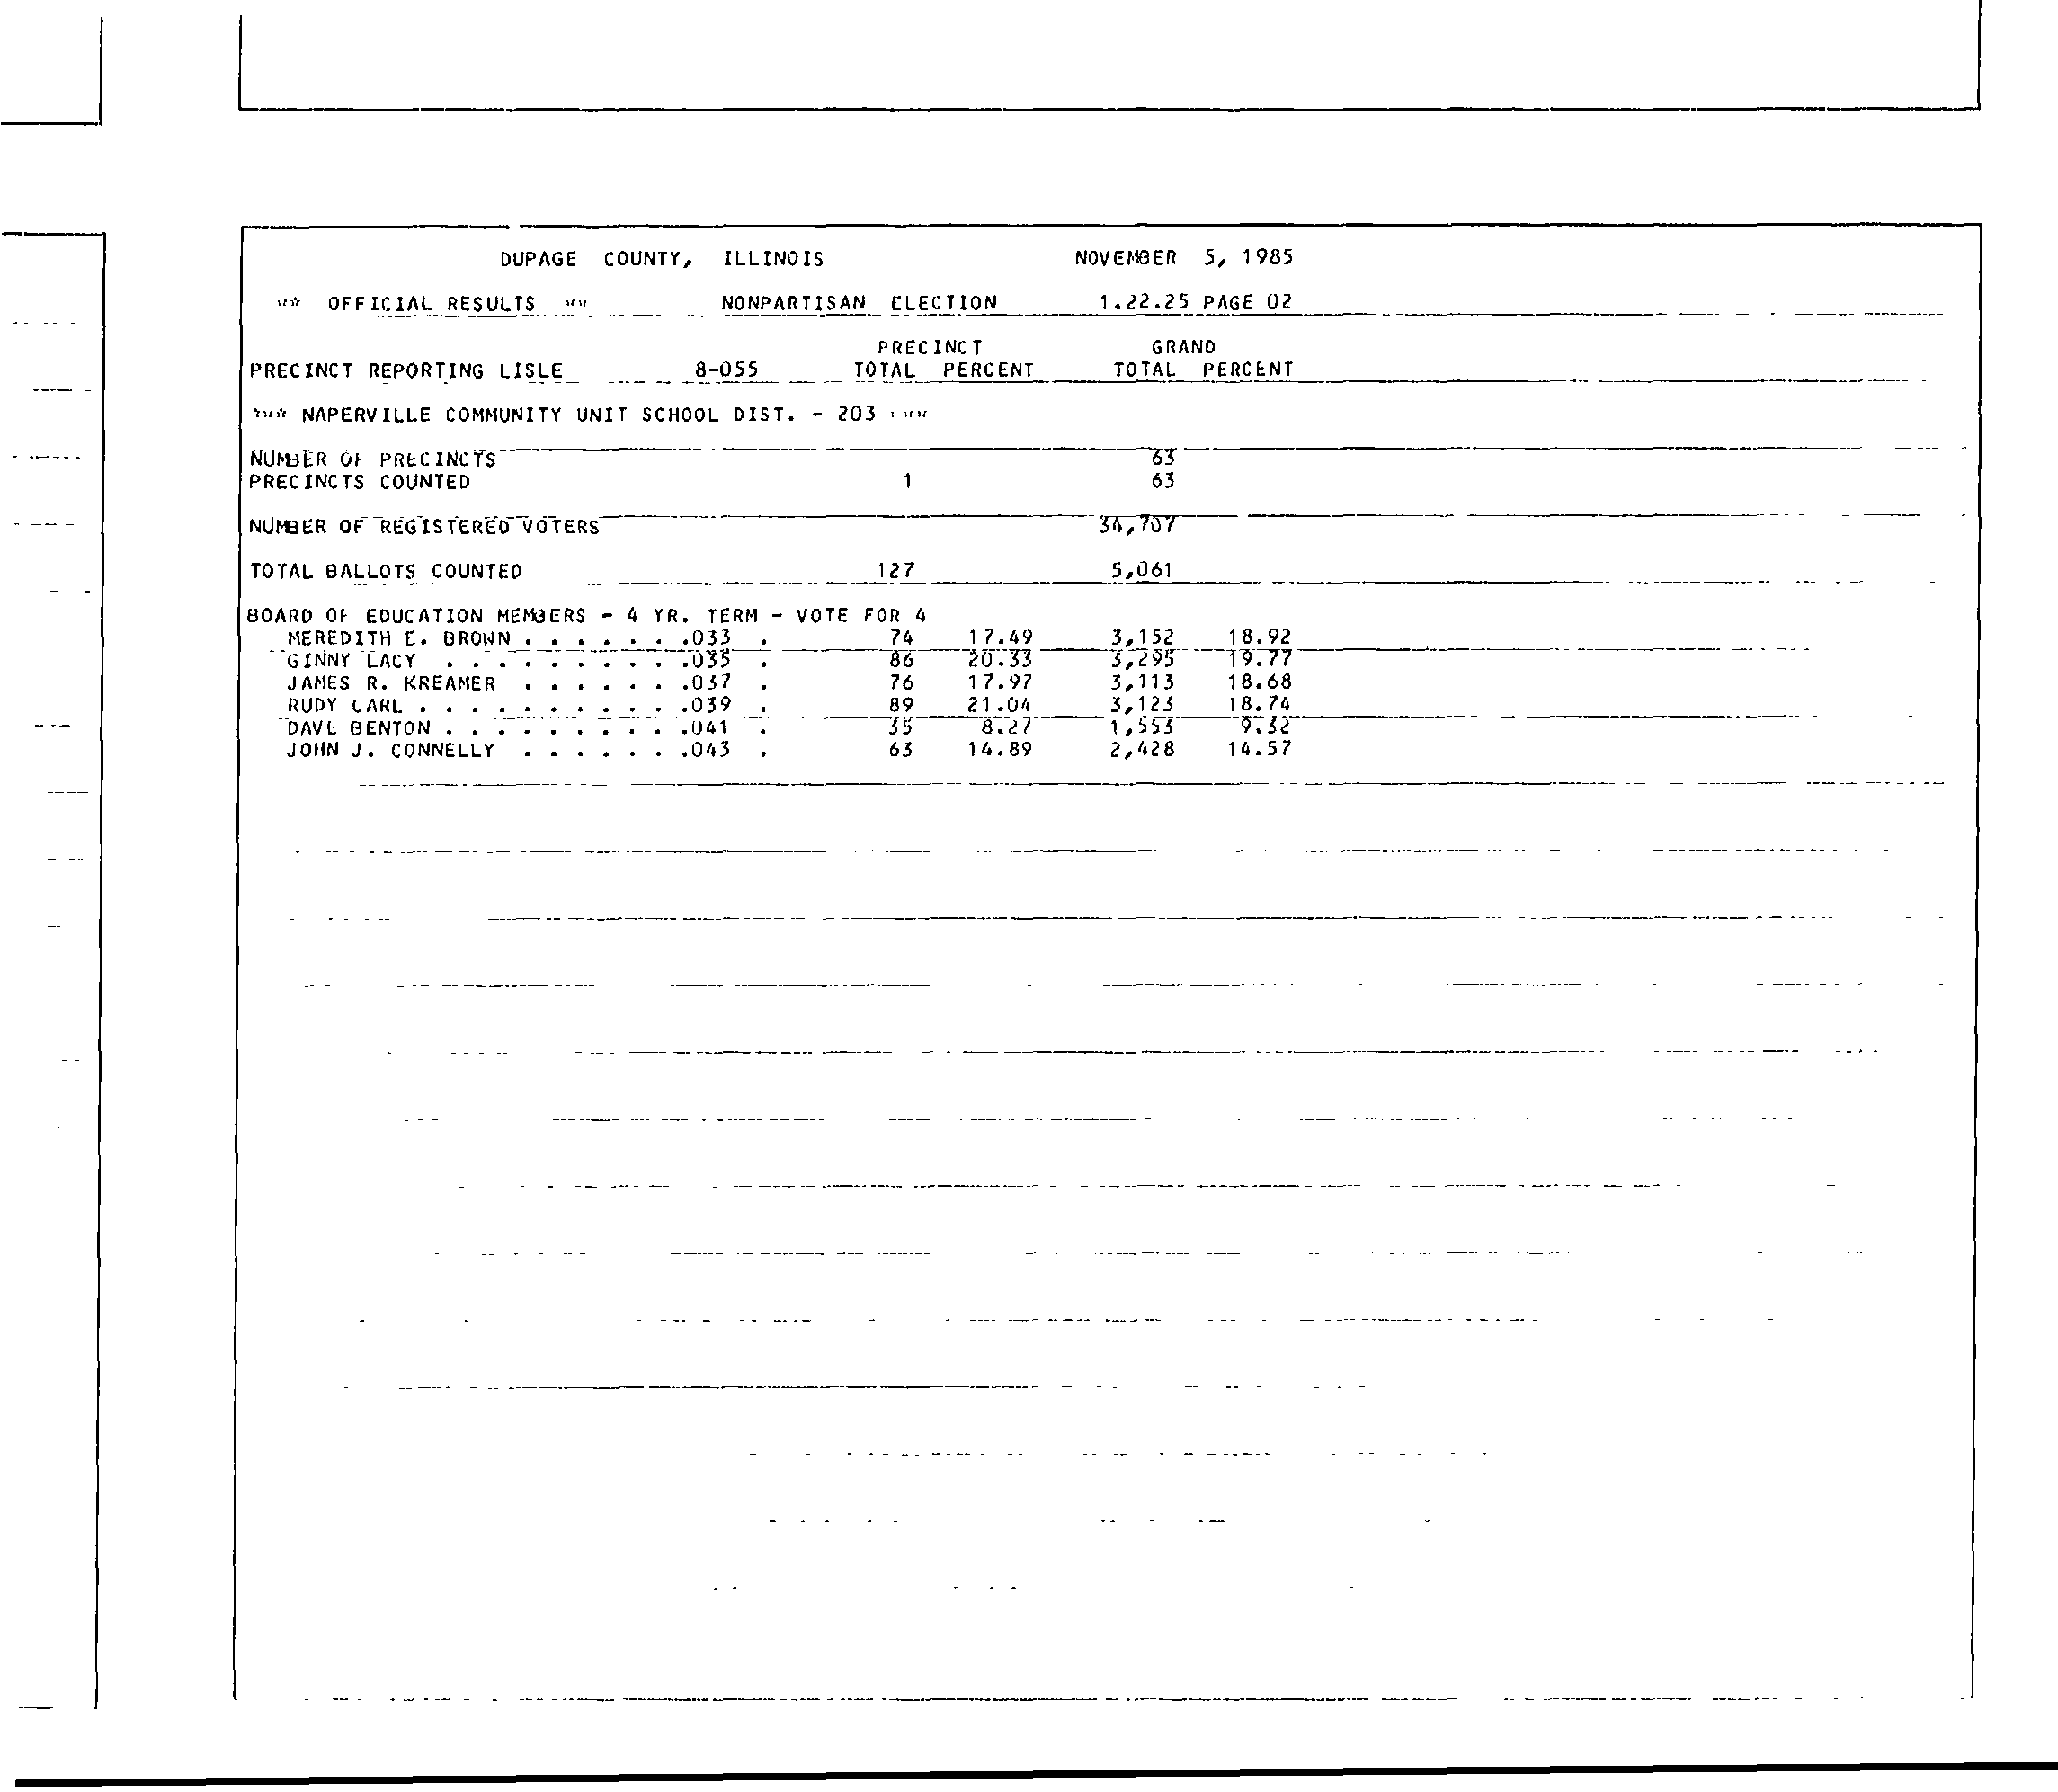 DUPAGE COUNTY, ILLINOIS NOVEMBER 5, 1985
** OFFICIAL RESULTS ** NONPARTISAN ELECTION 1.22.25 PAGE 02
PRECINCT GRAND
PRECINCT REPORTING LISLE 8-055 TOTAL PERCENT TOTAL PERCENT
*** NAPERVILLE COMMUNITY UNIT SCHOOL DIST. - 203 ***
NUMBER OF PRECINCTS 63
PRECINCTS COUNTED 1 63
NUMBER OF REGISTERED VOTERS 34,707
TOTAL BALLOTS COUNTED 127 5,061
BOARD OF EDUCATION MEMBERS - 4 YR. TERM - VOTE FOR 4
MEREDITH E. BROWN . . . . . . .033 . 74 17.49 3,152 18.92
GINNY LACY . . . . . . . . . .035 . 86 20.33 3,295 19.77
JAMES R. KREAMER . . . . . . .037 . 76 17.97 3,113 18.68
RUDY CARL . . . . . . . . . . .039 . 89 21.04 3,123 18.74
DAVE BENTON . . . . . . . . . .041 . 35 8.27 1,553 9.32
JOHN J. CONNELLY . . . . . . .043 . 63 14.89 2,428 14.57